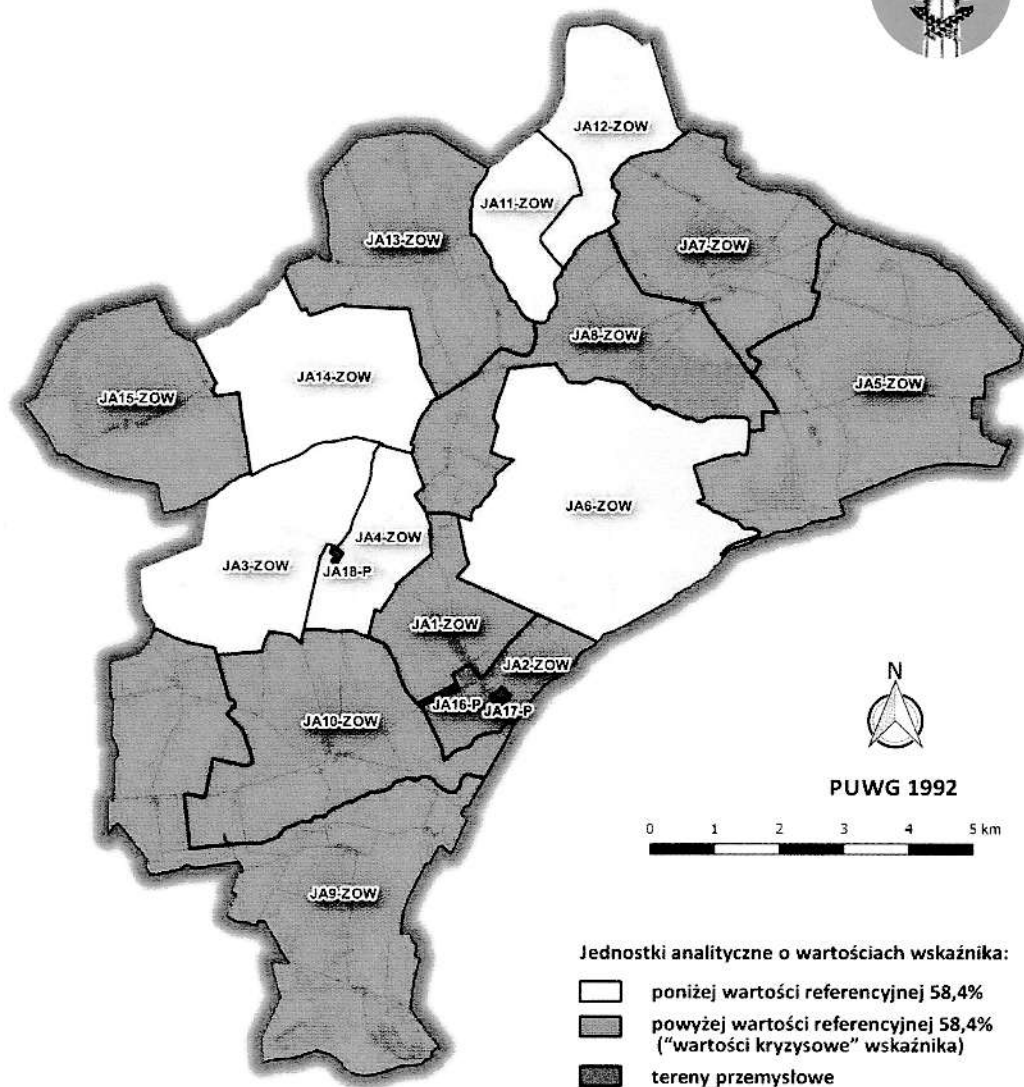 JA12-ZOW
JA11-ZOW
JA13-ZOW
JA7-ZOW
JA8-ZOW
JA14-ZOW
JA5-ZOW
JA15-ZOW
JA6-ZOW
JA4-ZOW
JA3-ZOW
JA18-P
JA1-ZOW
JA2-ZOW
JA16-P
JA17-P
JA10-ZOW
JA9-ZOW
N
PUWG 1992
0 1 2 3 4 5 km
Jednostki analityczne o wartościach wskaźnika:
poniżej wartości referencyjnej 58,4%
powyżej wartości referencyjnej 58,4%
("wartości kryzysowe" wskaźnika)
tereny przemysłowe